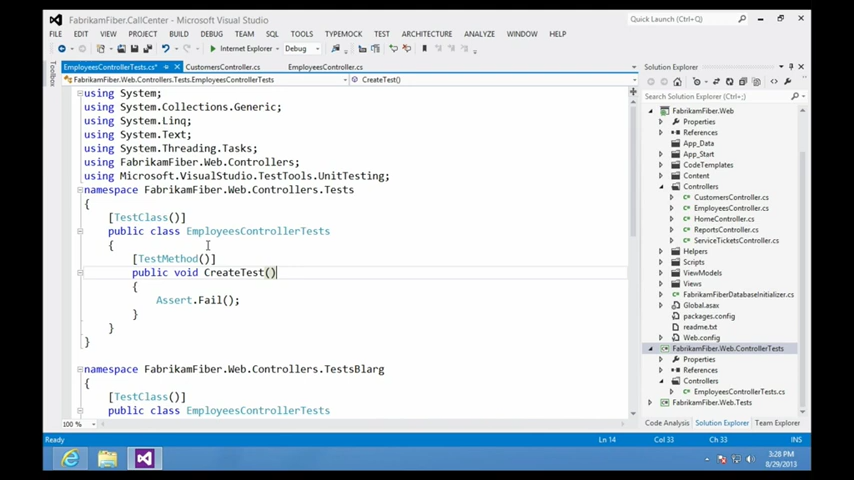 FabrikamFiber.CallCenter - Microsoft Visual Studio
Quick Launch (Ctrl+Q)
FILE EDIT VIEW PROJECT BUILD DEBUG TEAM SQL TOOLS TYPEMOCK TEST ARCHITECTURE ANALYZE WINDOW HELP
Internet Explorer Debug
Toolbox
EmployeesControllerTests.cs* CustomersController.cs EmployeesController.cs
FabrikamFiber.Web.Controllers.Tests.EmployeesControllerTests CreateTest()
using System;
using System.Collections.Generic;
using System.Linq;
using System.Text;
using System.Threading.Tasks;
using FabrikamFiber.Web.Controllers;
using Microsoft.VisualStudio.TestTools.UnitTesting;
namespace FabrikamFiber.Web.Controllers.Tests
{
[TestClass()]
public class EmployeesControllerTests
{
[TestMethod()]
public void CreateTest()
{
Assert.Fail();
}
}
}
namespace FabrikamFiber.Web.Controllers.TestsBlarg
{
[TestClass()]
public class EmployeesControllerTests
100 %
Solution Explorer
Search Solution Explorer (Ctrl+;)
FabrikamFiber.Web
Properties
References
App_Data
App_Start
CodeTemplates
Content
Controllers
CustomersController.cs
EmployeesController.cs
HomeController.cs
ReportsController.cs
ServiceTicketsController.cs
Helpers
Scripts
ViewModels
Views
FabrikamFiberDatabaseInitializer.cs
Global.asax
packages.config
readme.txt
Web.config
FabrikamFiber.Web.ControllerTests
Properties
References
Controllers
EmployeesControllerTests.cs
FabrikamFiber.Web.Tests
Code Analysis Solution Explorer Team Explorer
Ready Ln 14 Col 33 Ch 33 INS
3:28 PM
8/29/2013